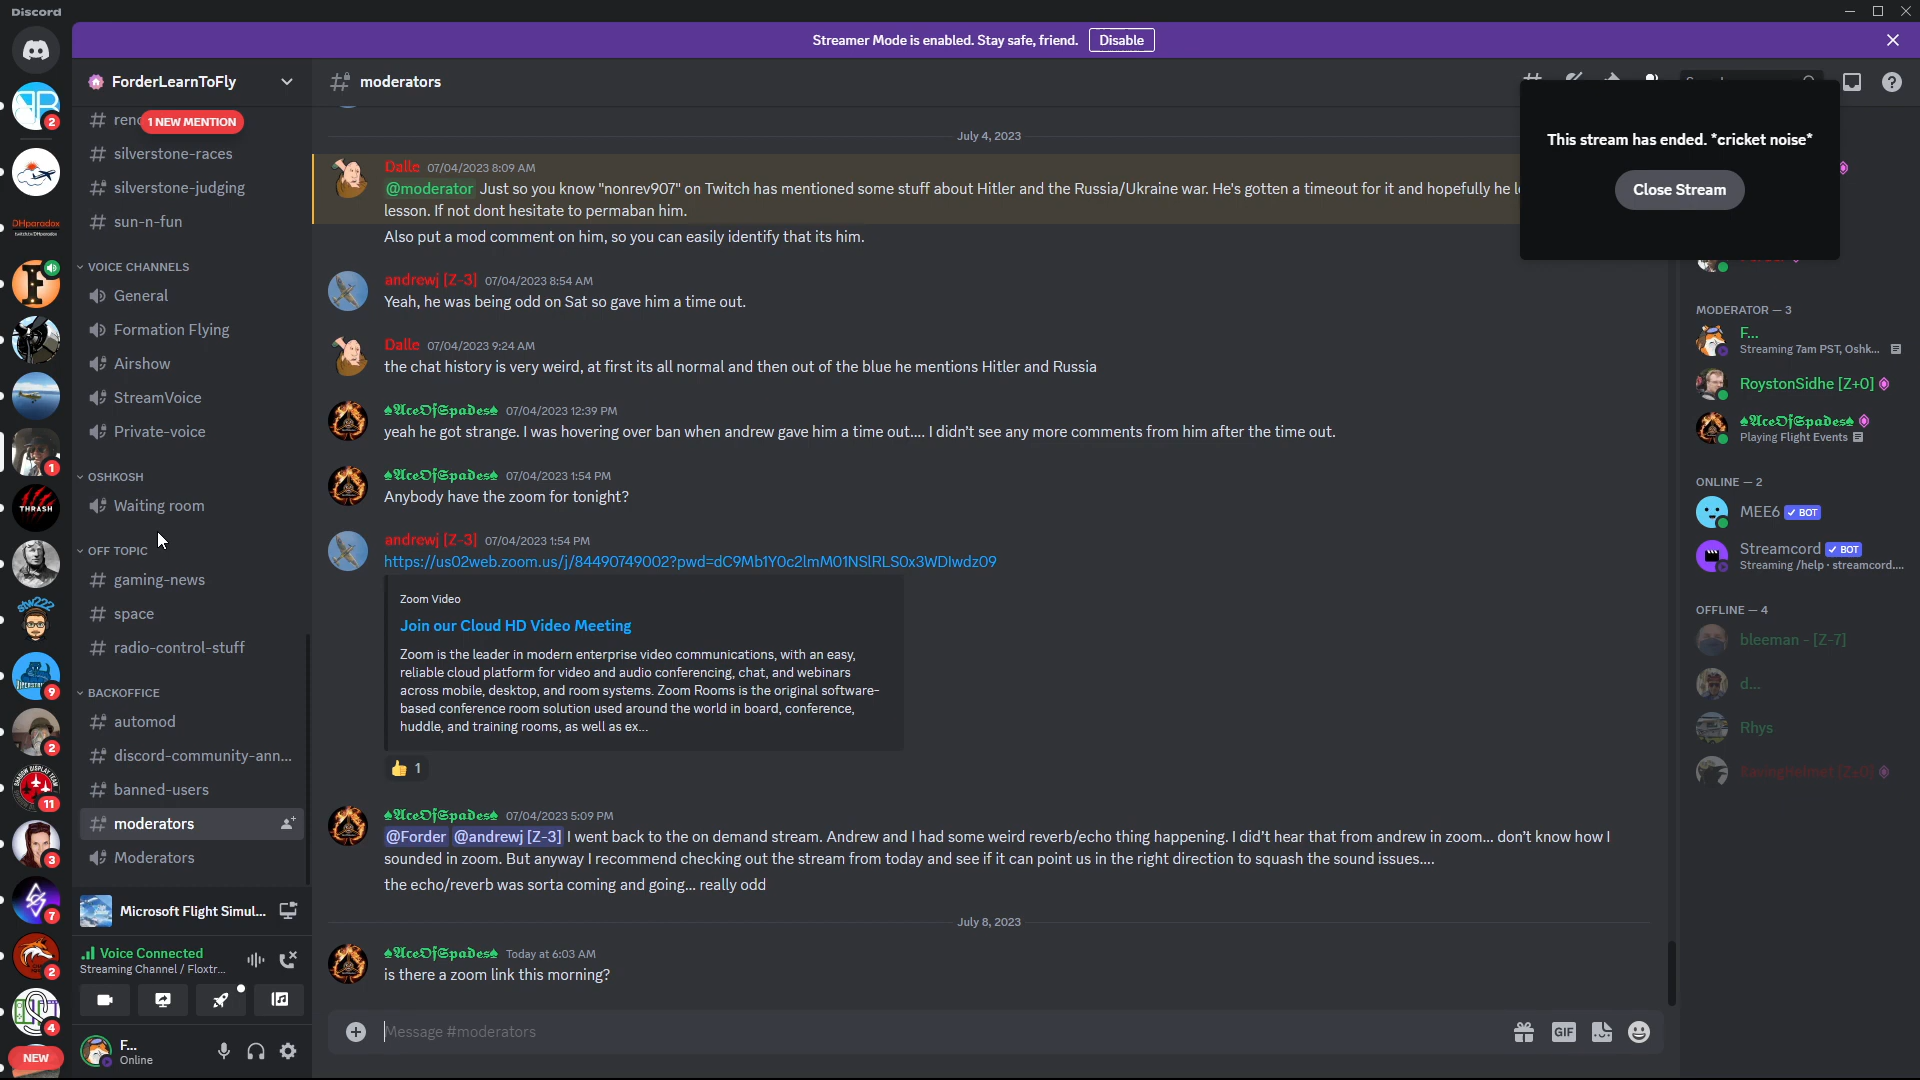 Discord
Streamer Mode is enabled. Stay safe, friend. Disable
ForderLearnToFly
moderators
1 NEW MENTION
silverstone-races
silverstone-judging
sun-n-fun
VOICE CHANNELS
General
Formation Flying
Airshow
StreamVoice
Private-voice
OSHKOSH
Waiting room
OFF TOPIC
gaming-news
space
radio-control-stuff
BACKOFFICE
automod
discord-community-ann...
banned-users
moderators
Moderators
Microsoft Flight Simul...
Voice Connected
Streaming Channel / Floxtr...
F...
Online
2
DHparadox
1
THRASH
stw222
9
2
11
3
7
2
4
NEW
July 4, 2023
Dalle 07/04/2023 8:09 AM
@moderator Just so you know "nonrev907" on Twitch has mentioned some stuff about Hitler and the Russia/Ukraine war. He's gotten a timeout for it and hopefully he
lesson. If not dont hesitate to permaban him.
Also put a mod comment on him, so you can easily identify that its him.
andrewj [Z-3] 07/04/2023 8:54 AM
Yeah, he was being odd on Sat so gave him a time out.
Dalle 07/04/2023 9:24 AM
the chat history is very weird, at first its all normal and then out of the blue he mentions Hitler and Russia
♠𝕬𝖈𝖊𝕺𝖋𝕾𝖕𝖆𝖉𝖊𝖘♠ 07/04/2023 12:39 PM
yeah he got strange. I was hovering over ban when andrew gave him a time out.... I didn't see any more comments from him after the time out.
♠𝕬𝖈𝖊𝕺𝖋𝕾𝖕𝖆𝖉𝖊𝖘♠ 07/04/2023 1:54 PM
Anybody have the zoom for tonight?
andrewj [Z-3] 07/04/2023 1:54 PM
https://us02web.zoom.us/j/84490749002?pwd=dC9Mb1Y0c2lmM01NSlRLS0x3WDlwdz09
Zoom Video
Join our Cloud HD Video Meeting
Zoom is the leader in modern enterprise video communications, with an easy,
reliable cloud platform for video and audio conferencing, chat, and webinars
across mobile, desktop, and room systems. Zoom Rooms is the original software-
based conference room solution used around the world in board, conference,
huddle, and training rooms, as well as ex...
👍 1
♠𝕬𝖈𝖊𝕺𝖋𝕾𝖕𝖆𝖉𝖊𝖘♠ 07/04/2023 5:09 PM
@Forder @andrewj [Z-3] I went back to the on demand stream. Andrew and I had some weird reverb/echo thing happening. I did't hear that from andrew in zoom... don't know how I
sounded in zoom. But anyway I recommend checking out the stream from today and see if it can point us in the right direction to squash the sound issues....
the echo/reverb was sorta coming and going... really odd
July 8, 2023
♠𝕬𝖈𝖊𝕺𝖋𝕾𝖕𝖆𝖉𝖊𝖘♠ Today at 6:03 AM
is there a zoom link this morning?
Message #moderators
GIF
This stream has ended. *cricket noise*
Close Stream
MODERATOR — 3
F...
Streaming 7am PST, Oshk...
RoystonSidhe [Z+0]
♠𝕬𝖈𝖊𝕺𝖋𝕾𝖕𝖆𝖉𝖊𝖘♠
Playing Flight Events
ONLINE — 2
MEE6 ✓ BOT
Streamcord ✓ BOT
Streaming /help · streamcord....
OFFLINE — 4
bleeman - [Z-7]
d...
Rhys